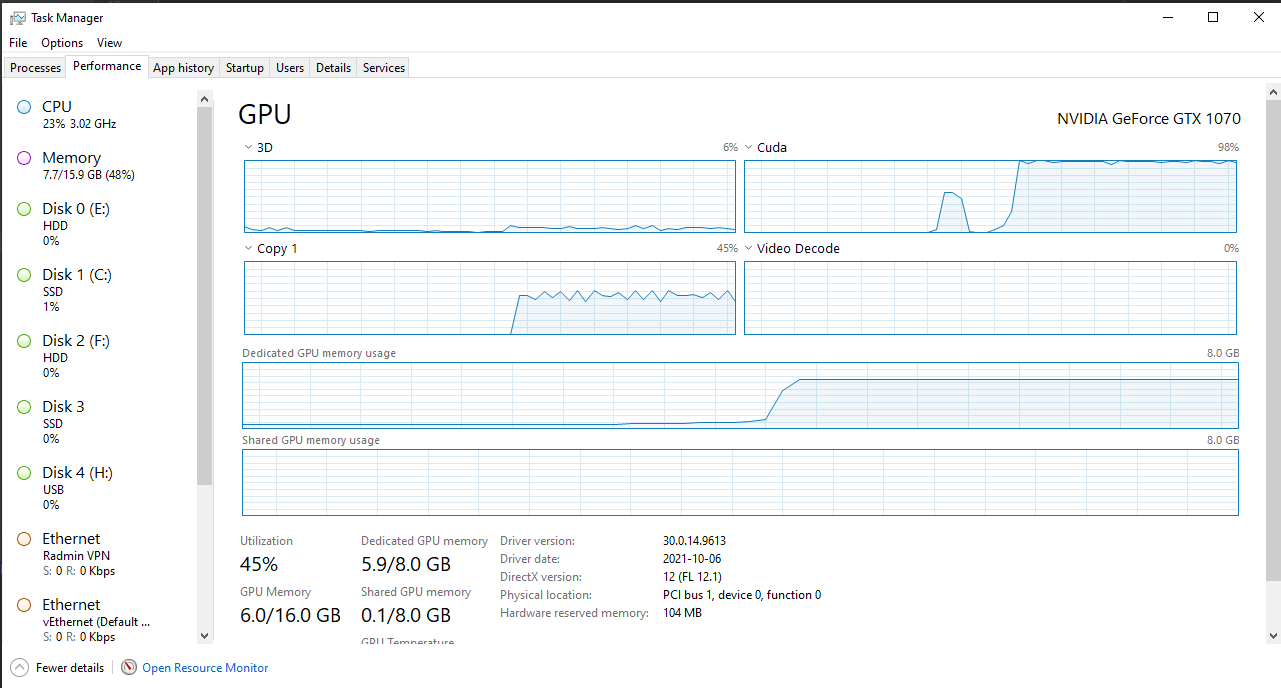 Task Manager
File Options View
Processes Performance App history Startup Users Details Services
CPU
23% 3.02 GHz
Memory
7.7/15.9 GB (48%)
Disk 0 (E:)
HDD
0%
Disk 1 (C:)
SSD
1%
Disk 2 (F:)
HDD
0%
Disk 3
SSD
0%
Disk 4 (H:)
USB
0%
Ethernet
Radmin VPN
S: 0 R: 0 Kbps
Ethernet
vEthernet (Default ...
S: 0 R: 0 Kbps
GPU
NVIDIA GeForce GTX 1070
3D 6%
Cuda 98%
Copy 1 45%
Video Decode 0%
Dedicated GPU memory usage 8.0 GB
Shared GPU memory usage 8.0 GB
Utilization
45%
Dedicated GPU memory
5.9/8.0 GB
GPU Memory
6.0/16.0 GB
Shared GPU memory
0.1/8.0 GB
GPU Temperature
Driver version: 30.0.14.9613
Driver date: 2021-10-06
DirectX version: 12 (FL 12.1)
Physical location: PCI bus 1, device 0, function 0
Hardware reserved memory: 104 MB
Fewer details
Open Resource Monitor